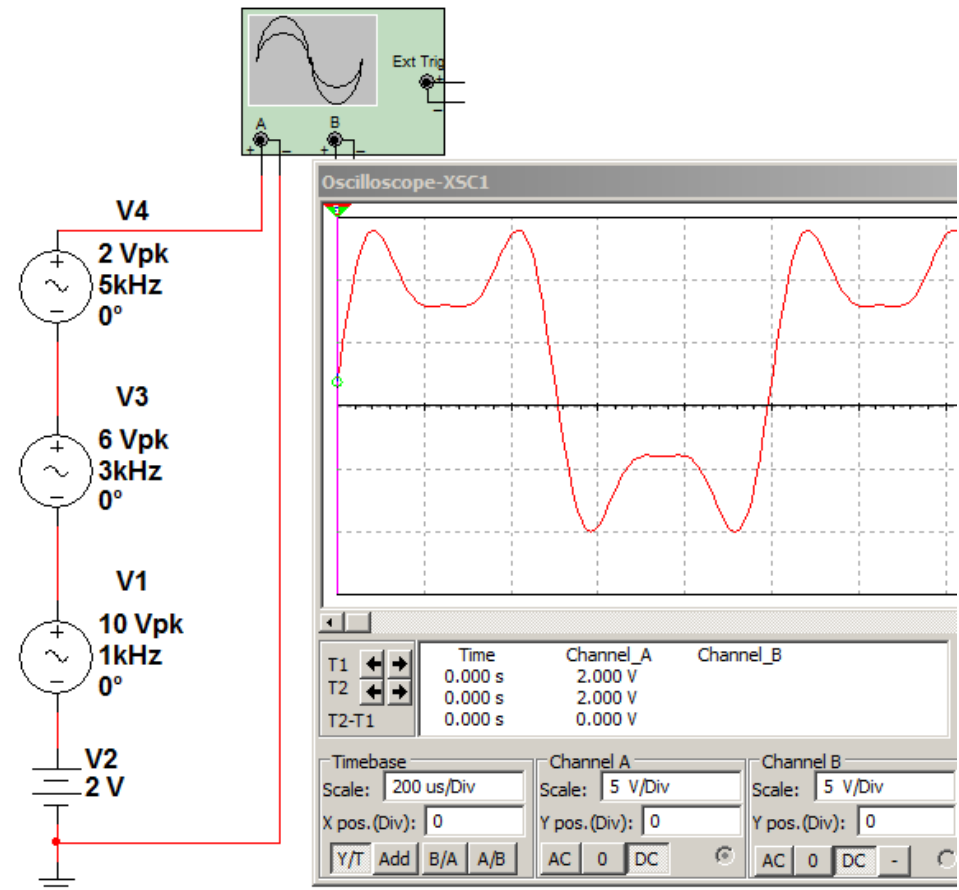 Ext Trig
+
−
A
B
+ − + −
Oscilloscope-XSC1
V4
2 Vpk
5kHz
0°
V3
6 Vpk
3kHz
0°
V1
10 Vpk
1kHz
0°
V2
2 V
T1
T2
T2-T1
Time Channel_A Channel_B
0.000 s 2.000 V
0.000 s 2.000 V
0.000 s 0.000 V
Timebase
Scale: 200 us/Div
X pos.(Div): 0
Y/T Add B/A A/B
Channel A
Scale: 5 V/Div
Y pos.(Div): 0
AC 0 DC
Channel B
Scale: 5 V/Div
Y pos.(Div): 0
AC 0 DC -